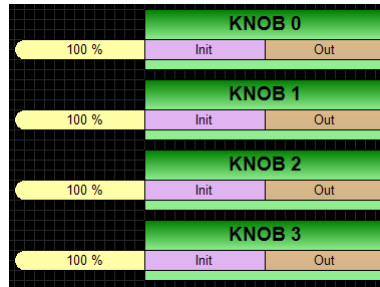 KNOB 0
100 % Init Out
KNOB 1
100 % Init Out
KNOB 2
100 % Init Out
KNOB 3
100 % Init Out